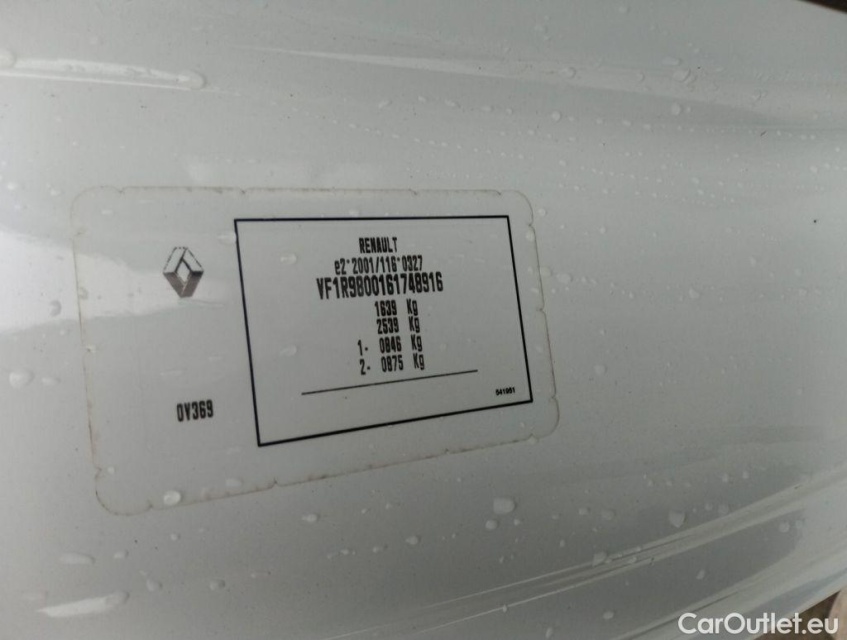 RENAULT
e2*2001/116*0327
VF1R9800161748916
1639 Kg
2539 Kg
1- 0846 Kg
2- 0875 Kg
541951
0V369
CarOutlet.eu